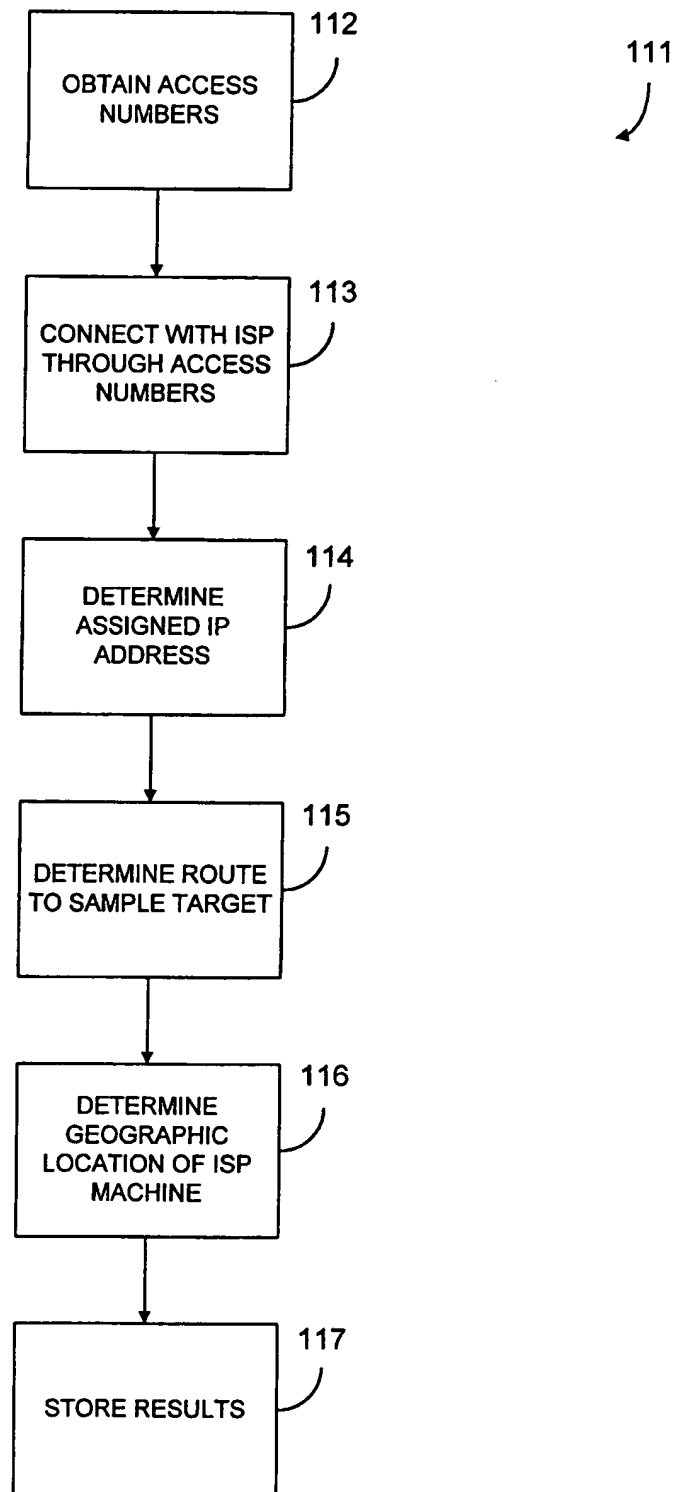 112
111
OBTAIN ACCESS
NUMBERS
113
CONNECT WITH ISP
THROUGH ACCESS
NUMBERS
114
DETERMINE
ASSIGNED IP
ADDRESS
115
DETERMINE ROUTE
TO SAMPLE TARGET
116
DETERMINE
GEOGRAPHIC
LOCATION OF ISP
MACHINE
117
STORE RESULTS